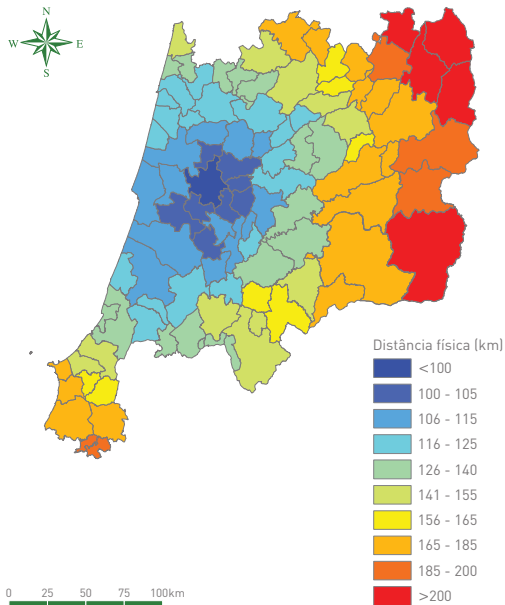 N
W E
S
Distância física (km)
<100
100 - 105
106 - 115
116 - 125
126 - 140
141 - 155
156 - 165
165 - 185
185 - 200
>200
0 25 50 75 100km